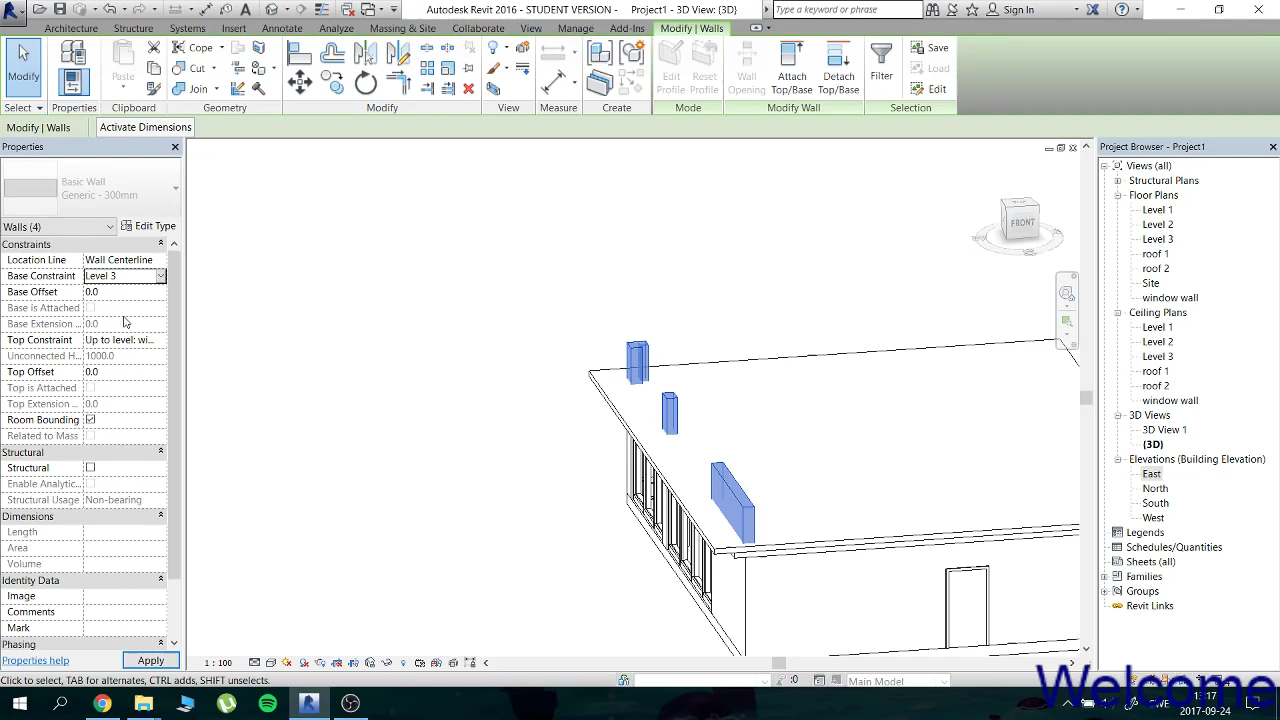 Autodesk Revit 2016 - STUDENT VERSION - Project1 - 3D View: {3D}
Type a keyword or phrase
Sign In
Architecture Structure Systems Insert Annotate Analyze Massing & Site Collaborate View Manage Add-Ins Modify | Walls
Modify
Paste
Cope
Cut
Join
Edit Profile
Reset Profile
Wall Opening
Attach Top/Base
Detach Top/Base
Filter
Save
Load
Edit
Select Properties Clipboard Geometry Modify View Measure Create Mode Modify Wall Selection
Modify | Walls
Activate Dimensions
Properties
Basic Wall
Generic - 300mm
Walls (4)
Edit Type
Constraints
Location Line Wall Centerline
Base Constraint Level 3
Base Offset 0.0
Base is Attached
Base Extension ... 0.0
Top Constraint Up to level: wi...
Unconnected H... 1000.0
Top Offset 0.0
Top is Attached
Top Extension ... 0.0
Room Bounding
Related to Mass
Structural
Structural
Enable Analytic...
Structural Usage Non-bearing
Dimensions
Length
Area
Volume
Identity Data
Image
Comments
Mark
Phasing
Properties help
Apply
TOP
FRONT
Project Browser - Project1
Views (all)
Structural Plans
Floor Plans
Level 1
Level 2
Level 3
roof 1
roof 2
Site
window wall
Ceiling Plans
Level 1
Level 2
Level 3
roof 1
roof 2
window wall
3D Views
3D View 1
{3D}
Elevations (Building Elevation)
East
North
South
West
Legends
Schedules/Quantities
Sheets (all)
Families
Groups
Revit Links
1 : 100
Click to select, TAB for alternates, CTRL adds, SHIFT unselects.
:0
Main Model
Welcome
SWE
13:17
2017-09-24